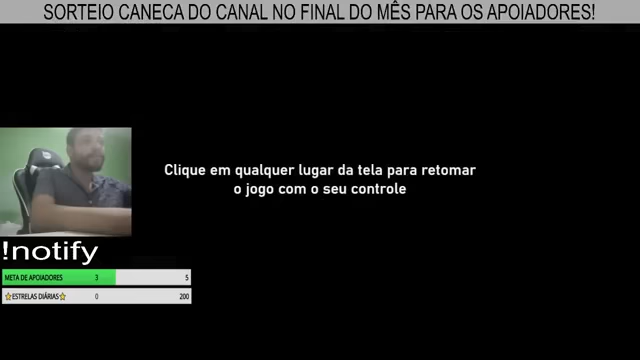 SORTEIO CANECA DO CANAL NO FINAL DO MÊS PARA OS APOIADORES!
Clique em qualquer lugar da tela para retomar
o jogo com o seu controle
!notify
META DE APOIADORES 3 5
⭐ESTRELAS DIÁRIAS⭐ 0 200